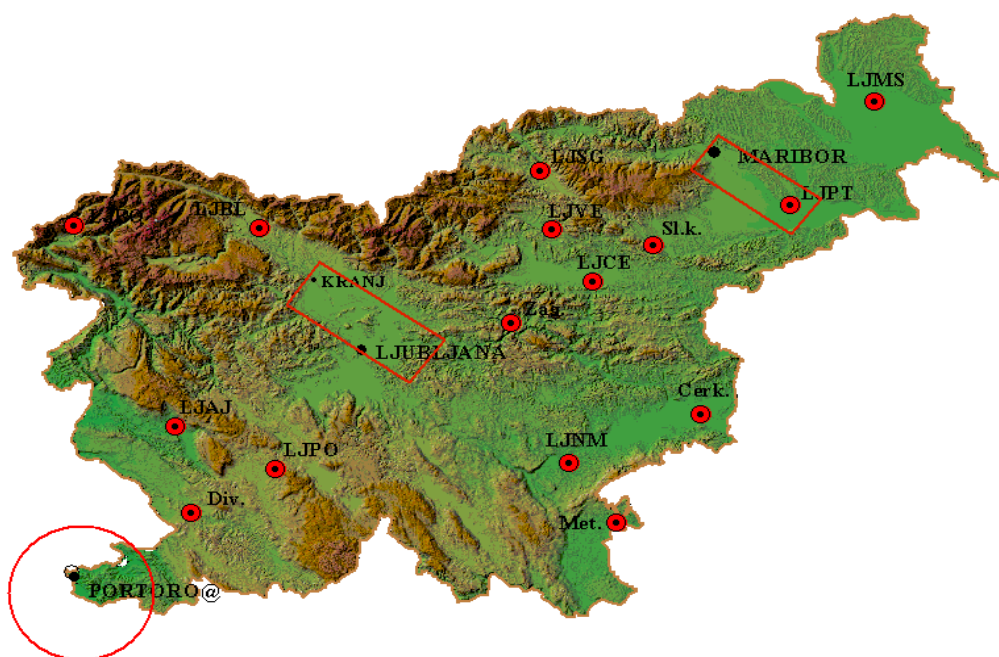 LJMS
MARIBOR
LJSG
LJPT
LJBL
LJVE
Sl.k.
LJCE
KRANJ
Zag.
LJUBLJANA
Cerk.
LJAJ
LJNM
LJPO
Div.
Met.
PORTORO@